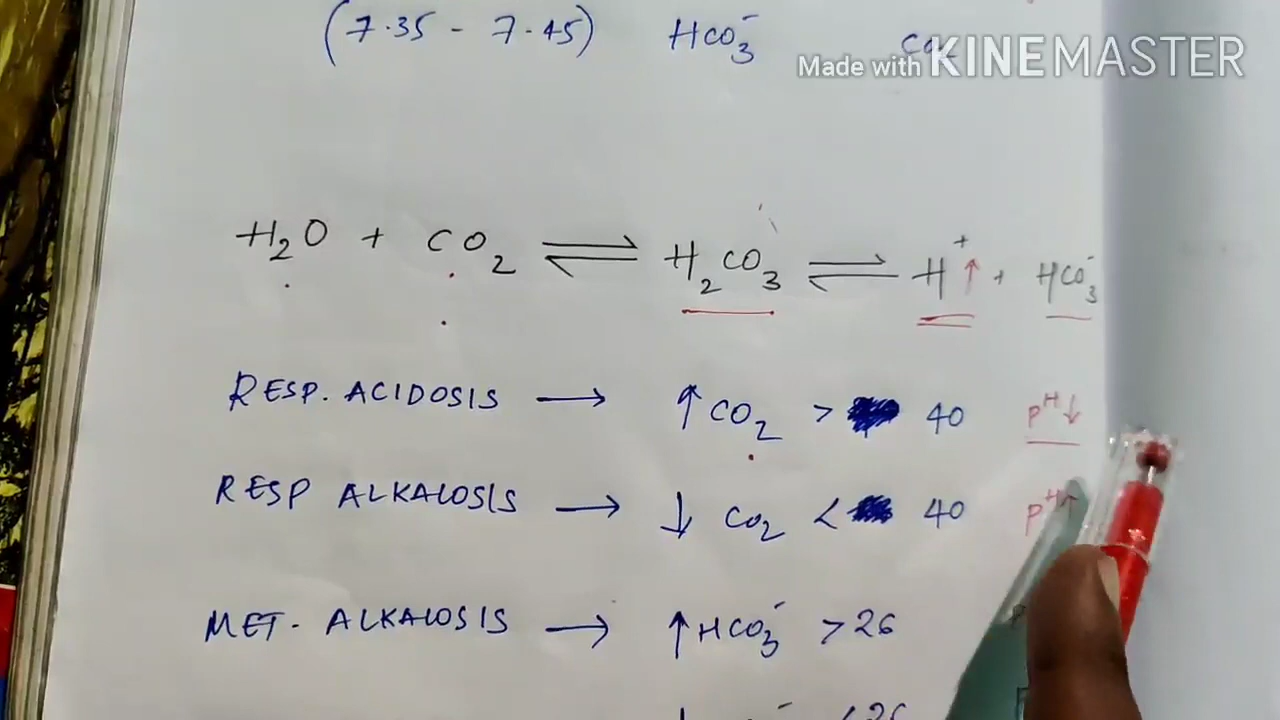 (7.35 - 7.45) HCO3- CO2
Made with KINEMASTER
H2O + CO2 ⇌ H2CO3 ⇌ H+ ↑ + HCO3-
RESP. ACIDOSIS → ↑ CO2 > 40 pH↓
RESP ALKALOSIS → ↓ CO2 < 40 pH↑
MET. ALKALOSIS → ↑ HCO3- > 26